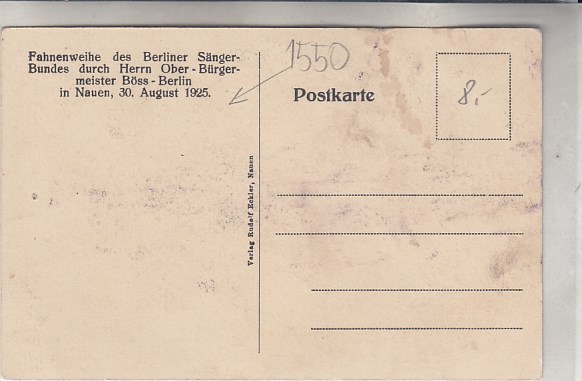 Fahnenweihe des Berliner Sänger-
Bundes durch Herrn Ober-Bürger-
meister Böss-Berlin
in Nauen, 30. August 1925.
1550
Postkarte
8,-
Verlag Rudolf Eckler, Nauen